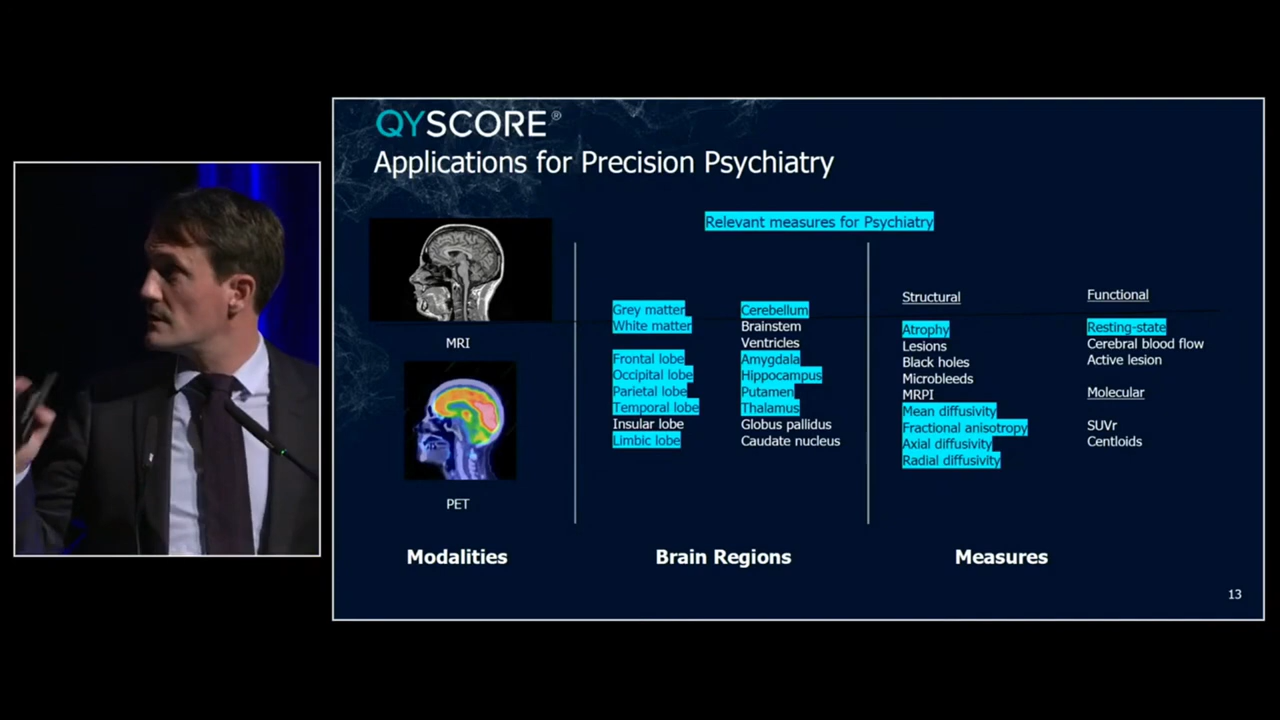 QYSCORE®
Applications for Precision Psychiatry
Relevant measures for Psychiatry
MRI
PET
Modalities
Grey matter
White matter
Frontal lobe
Occipital lobe
Parietal lobe
Temporal lobe
Insular lobe
Limbic lobe
Cerebellum
Brainstem
Ventricles
Amygdala
Hippocampus
Putamen
Thalamus
Globus pallidus
Caudate nucleus
Brain Regions
Structural
Atrophy
Lesions
Black holes
Microbleeds
MRPI
Mean diffusivity
Fractional anisotropy
Axial diffusivity
Radial diffusivity
Functional
Resting-state
Cerebral blood flow
Active lesion
Molecular
SUVr
Centloids
Measures
13